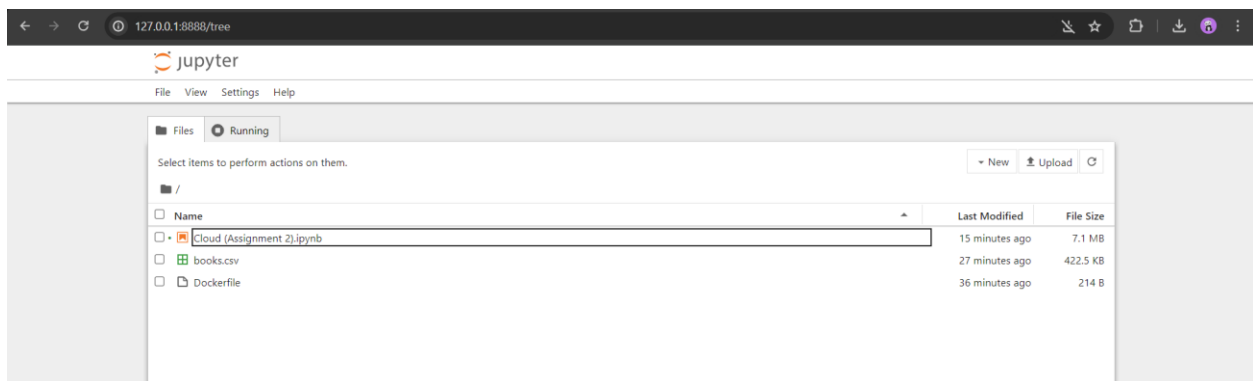 127.0.0.1:8888/tree
jupyter
File View Settings Help
Files Running
Select items to perform actions on them.
New Upload
/
Name Last Modified File Size
Cloud (Assignment 2).ipynb 15 minutes ago 7.1 MB
books.csv 27 minutes ago 422.5 KB
Dockerfile 36 minutes ago 214 B